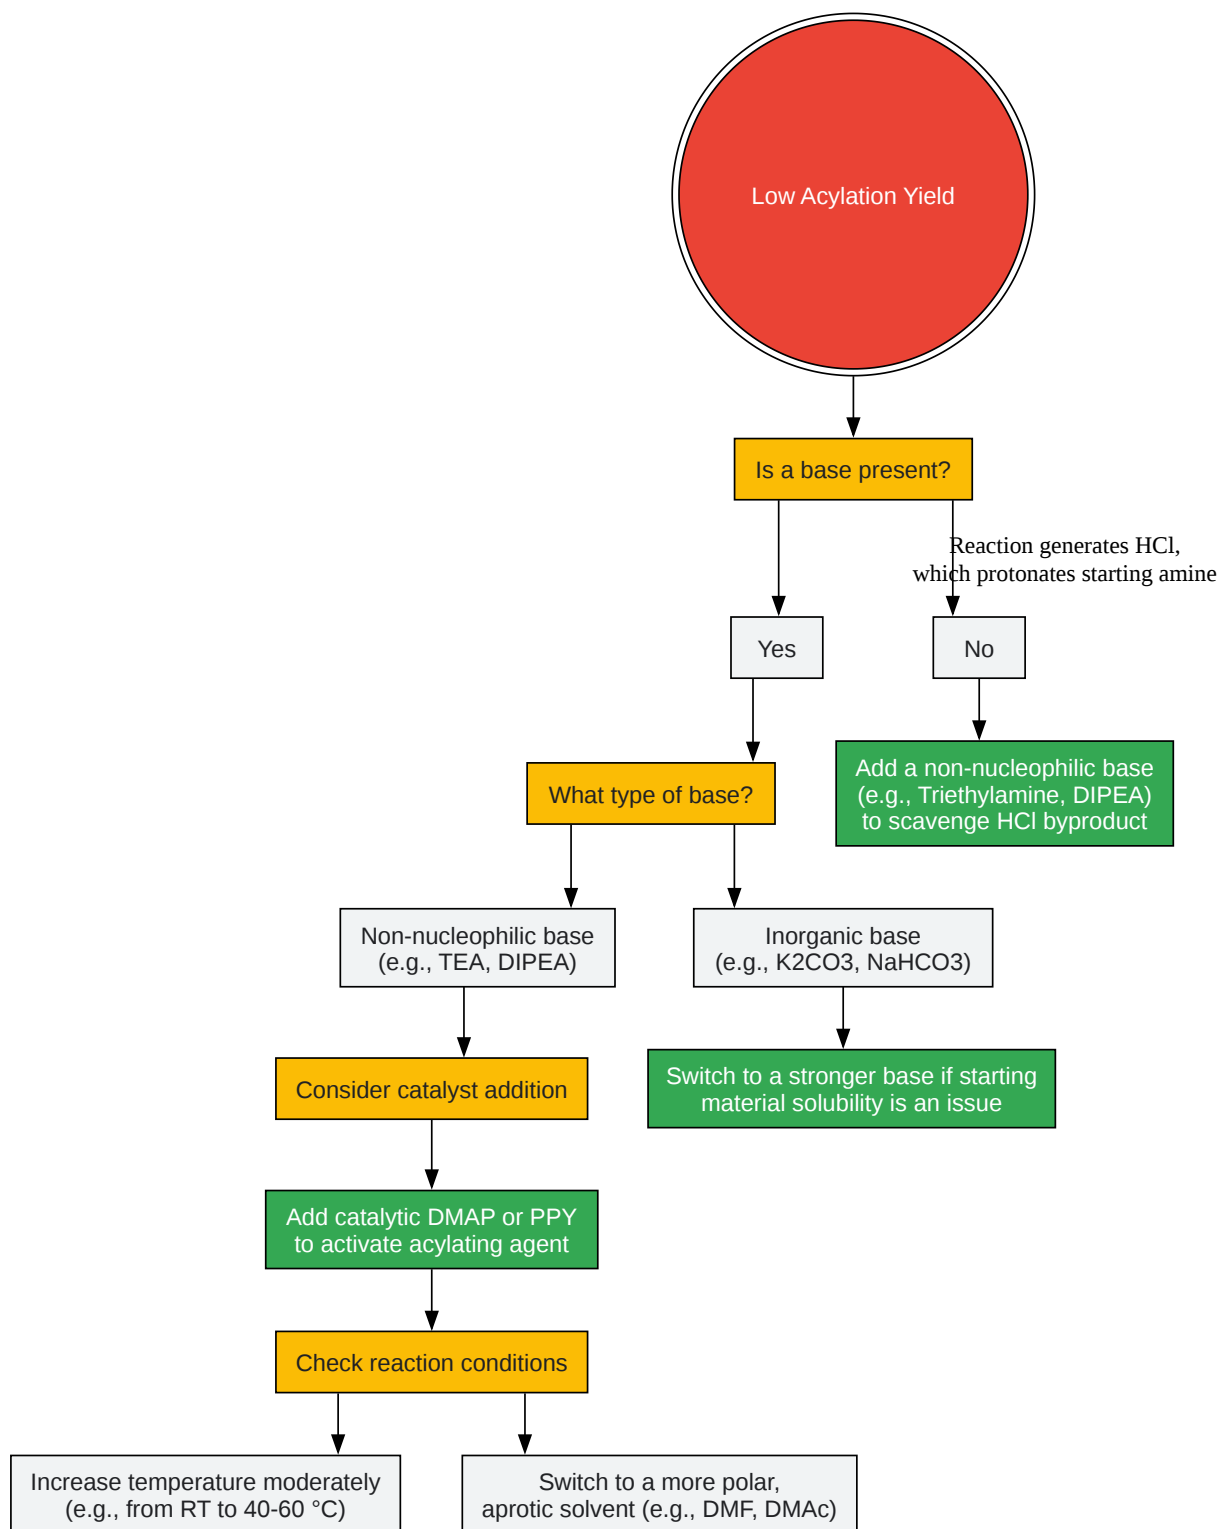 Low Acylation Yield
Is a base present?
Reaction generates HCl,
which protonates starting amine
Yes
No
Add a non-nucleophilic base
(e.g., Triethylamine, DIPEA)
to scavenge HCl byproduct
What type of base?
Non-nucleophilic base
(e.g., TEA, DIPEA)
Inorganic base
(e.g., K2CO3, NaHCO3)
Consider catalyst addition
Switch to a stronger base if starting
material solubility is an issue
Add catalytic DMAP or PPY
to activate acylating agent
Check reaction conditions
Increase temperature moderately
(e.g., from RT to 40-60 °C)
Switch to a more polar,
aprotic solvent (e.g., DMF, DMAc)